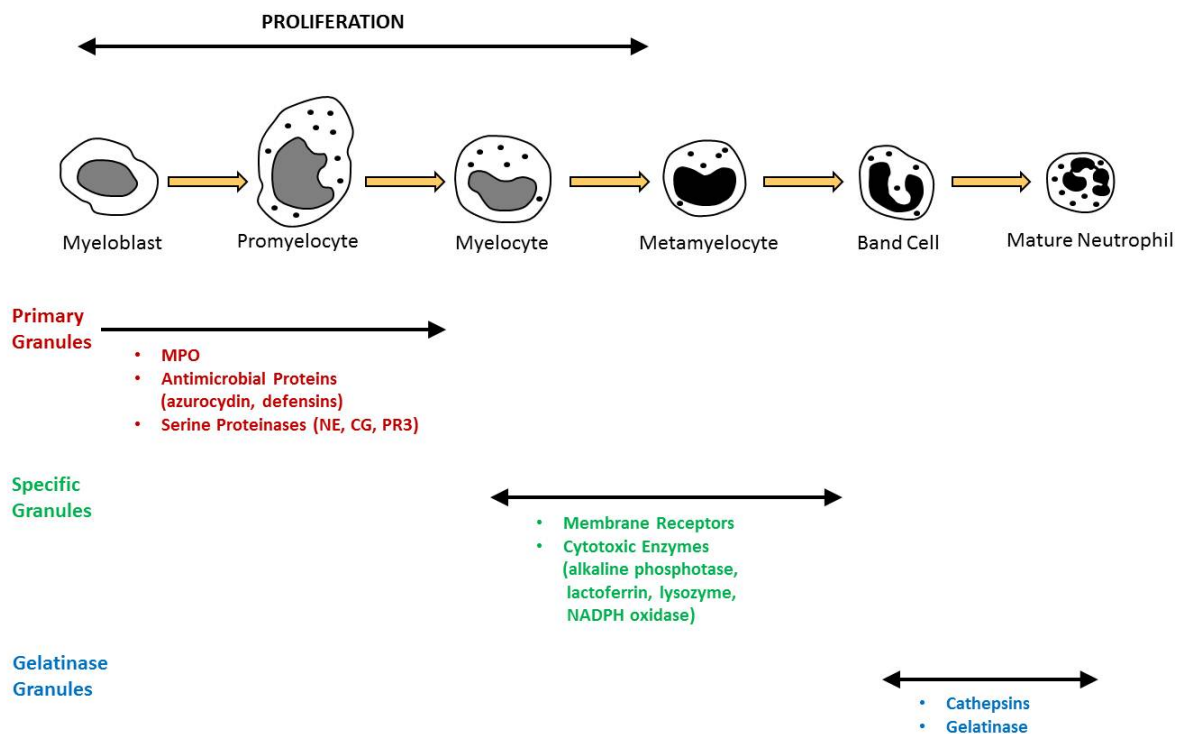 PROLIFERATION
Myeloblast
Promyelocyte
Myelocyte
Metamyelocyte
Band Cell
Mature Neutrophil
Primary
Granules
• MPO
• Antimicrobial Proteins
(azurocydin, defensins)
• Serine Proteinases (NE, CG, PR3)
Specific
Granules
• Membrane Receptors
• Cytotoxic Enzymes
(alkaline phosphotase,
lactoferrin, lysozyme,
NADPH oxidase)
Gelatinase
Granules
• Cathepsins
• Gelatinase